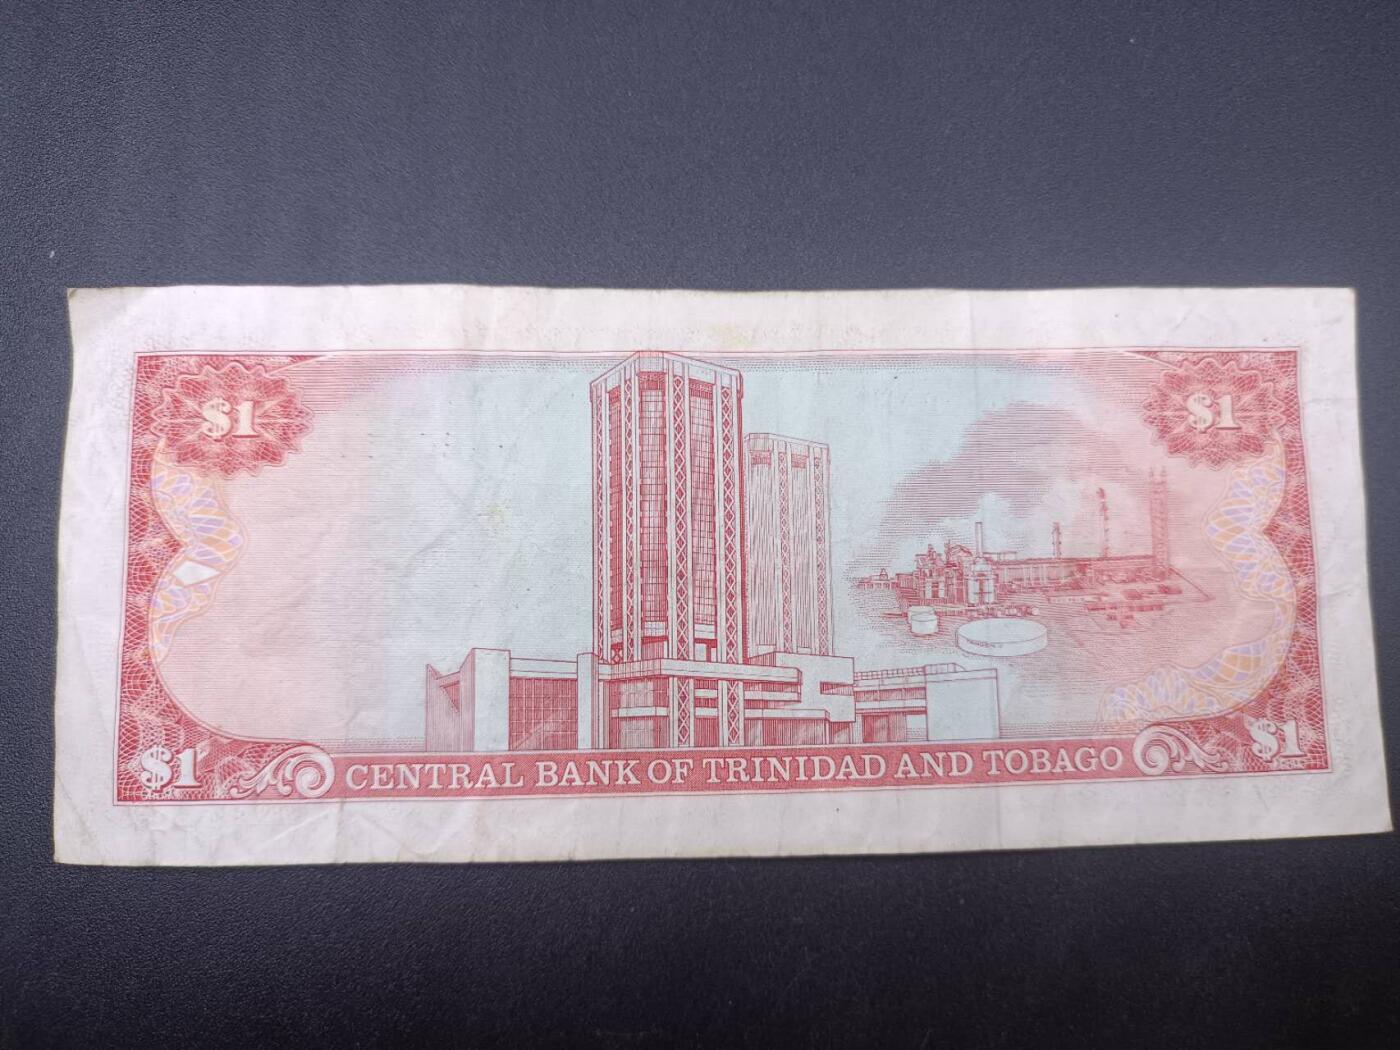 $1 $1
$1 CENTRAL BANK OF TRINIDAD AND TOBAGO $1